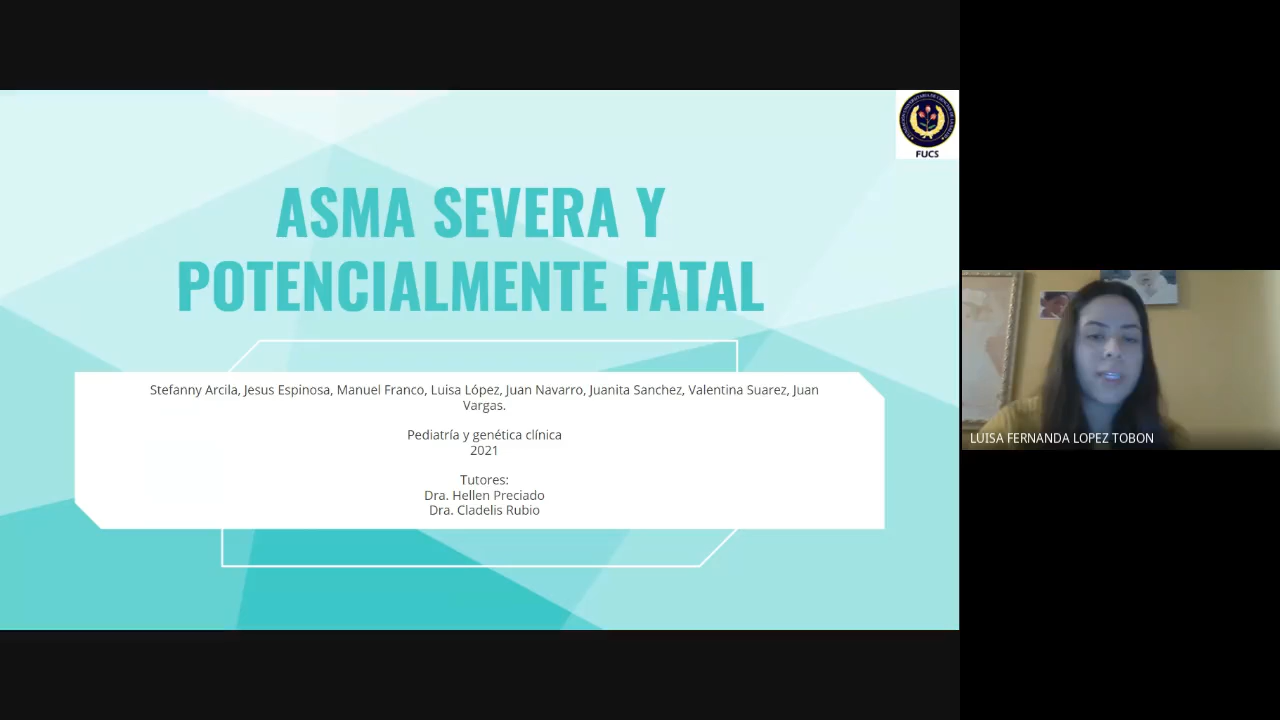 FUCS
ASMA SEVERA Y
POTENCIALMENTE FATAL
Stefanny Arcila, Jesus Espinosa, Manuel Franco, Luisa López, Juan Navarro, Juanita Sanchez, Valentina Suarez, Juan
Vargas.
Pediatría y genética clínica
2021
Tutores:
Dra. Hellen Preciado
Dra. Cladelis Rubio
LUISA FERNANDA LOPEZ TOBON